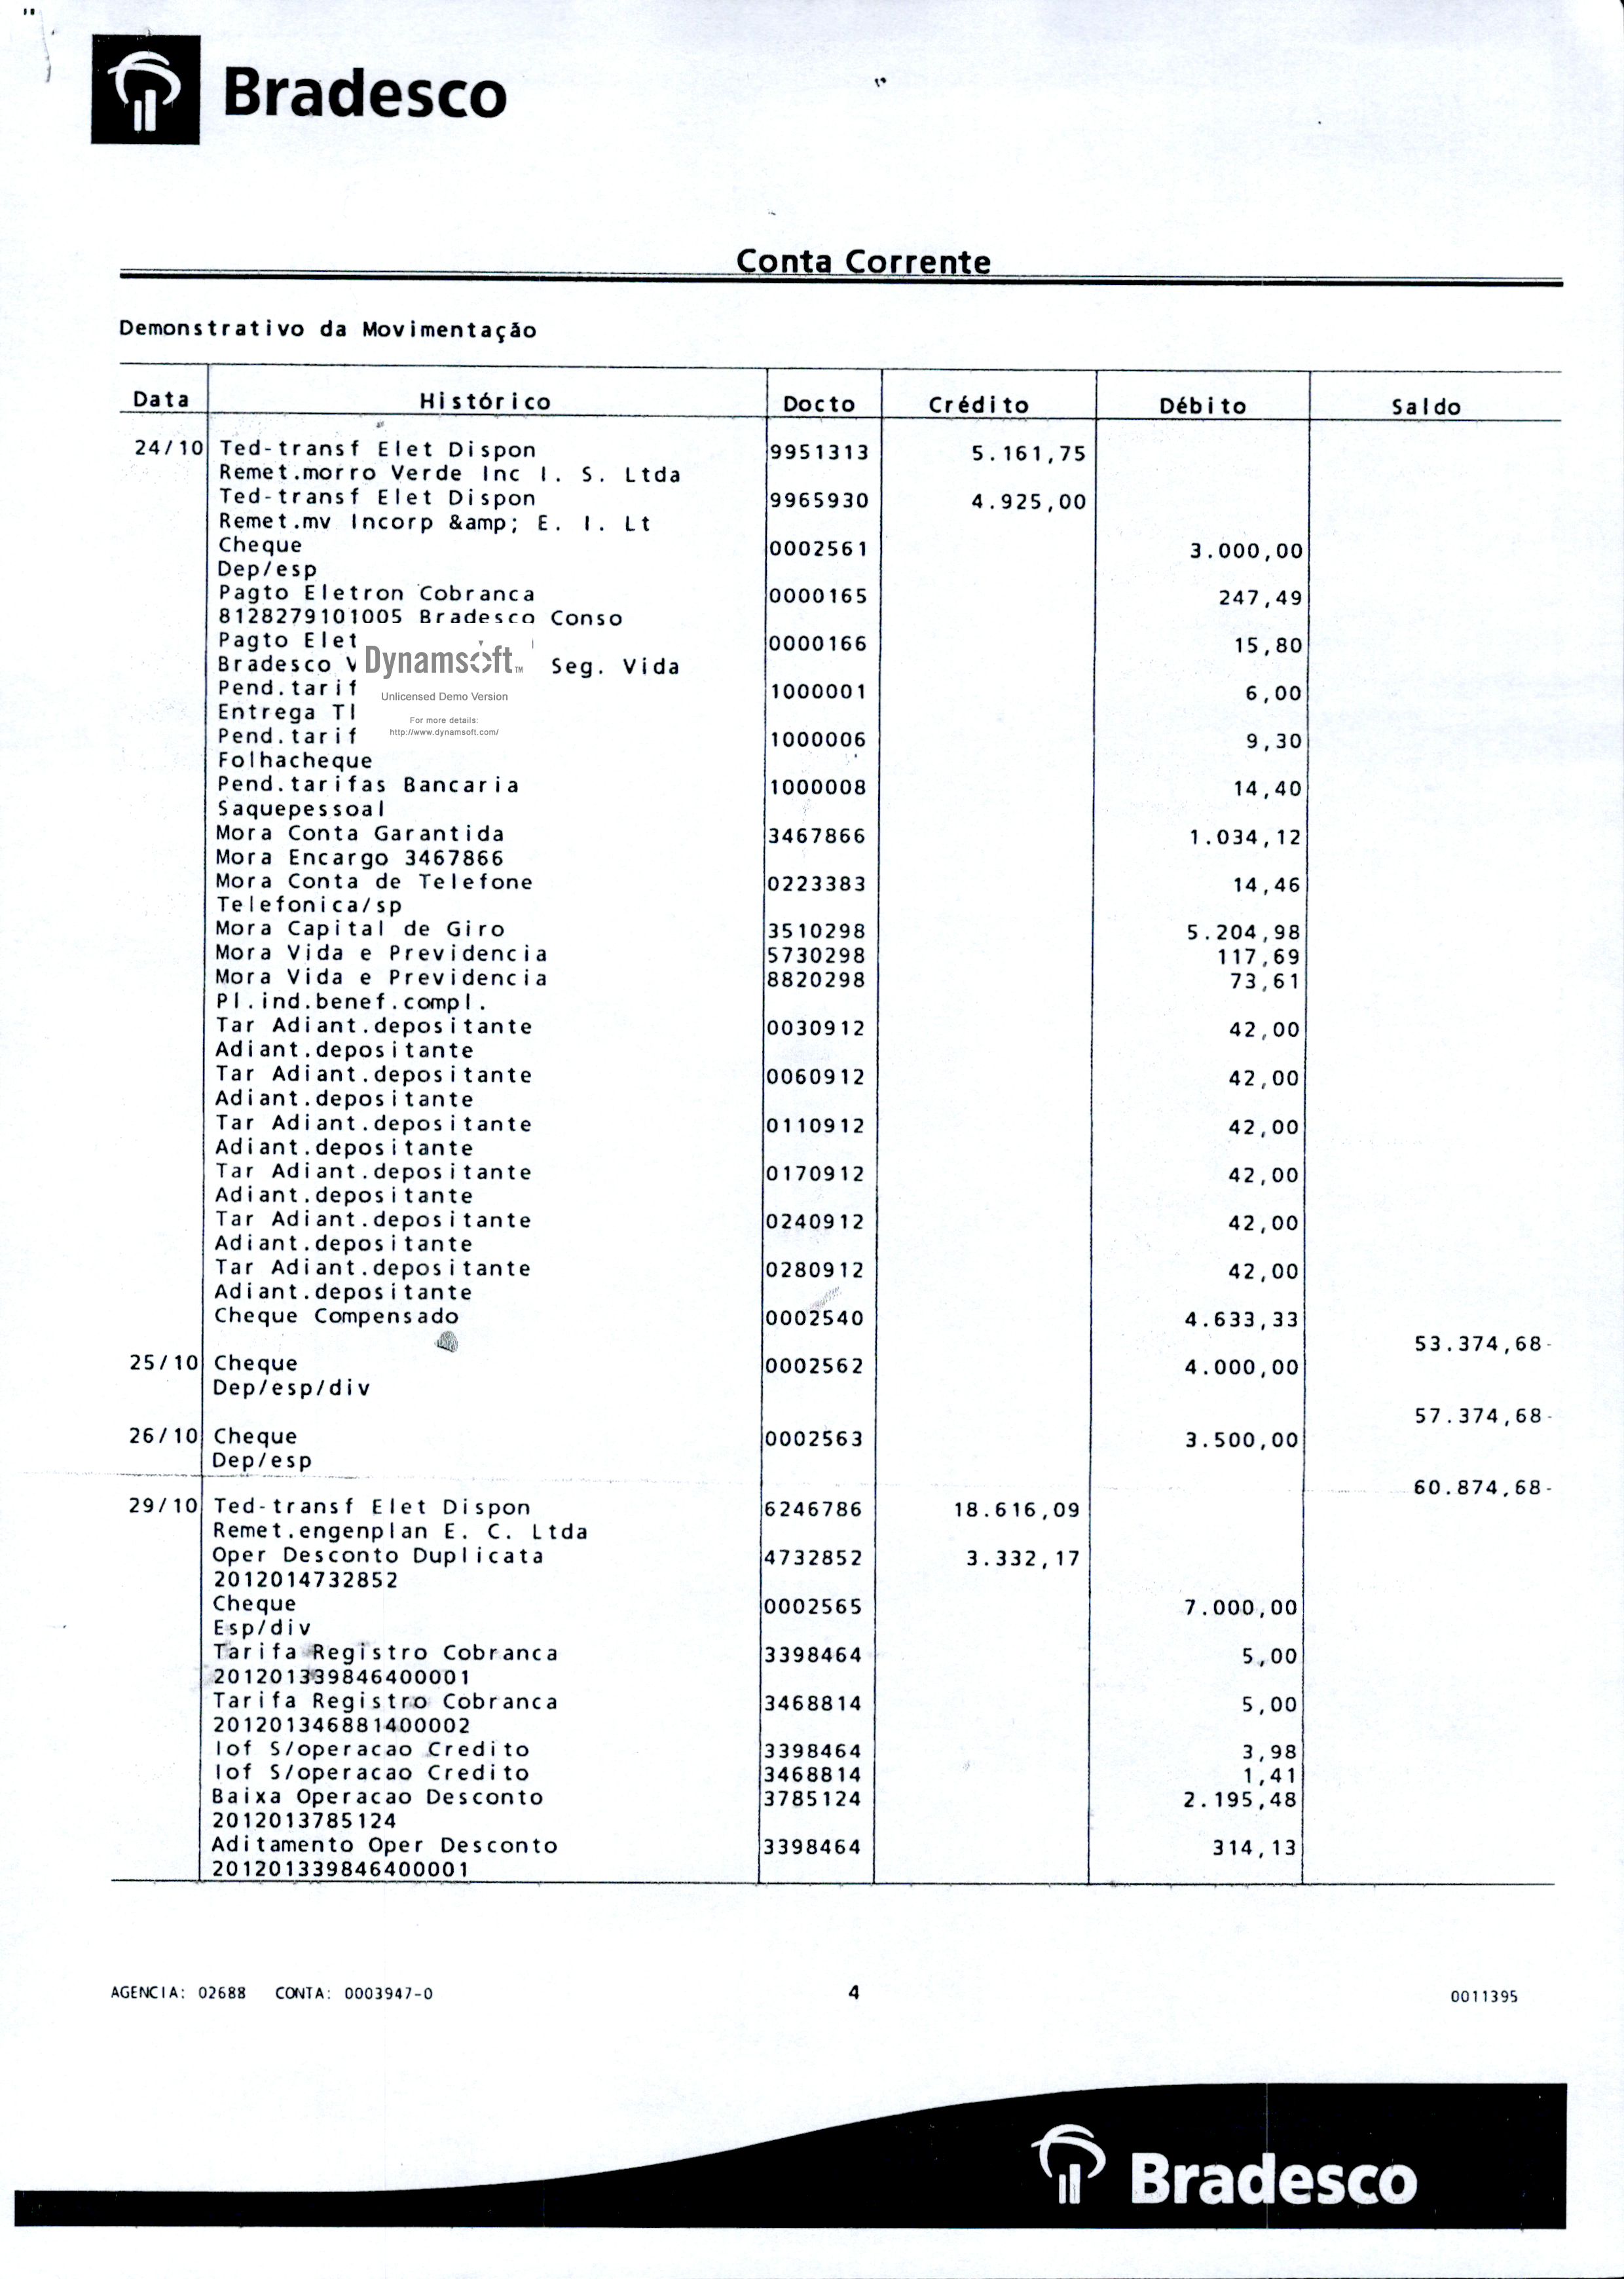 Bradesco
Conta Corrente
Demonstrativo da Movimentação
Data Histórico Docto Crédito Débito Saldo
24/10 Ted-transf Elet Dispon 9951313 5.161,75
Remet.morro Verde Inc I. S. Ltda
Ted-transf Elet Dispon 9965930 4.925,00
Remet.mv Incorp &amp; E. I. Lt
Cheque 0002561 3.000,00
Dep/esp
Pagto Eletron Cobranca 0000165 247,49
8128279101005 Bradesco Conso
Pagto Elet 0000166 15,80
Bradesco V Seg. Vida
Dynamsoft™
Unlicensed Demo Version
For more details:
http://www.dynamsoft.com/
Pend.tarif 1000001 6,00
Entrega Tl
Pend.tarif 1000006 9,30
Folhacheque
Pend.tarifas Bancaria 1000008 14,40
Saquepessoal
Mora Conta Garantida 3467866 1.034,12
Mora Encargo 3467866
Mora Conta de Telefone 0223383 14,46
Telefonica/sp
Mora Capital de Giro 3510298 5.204,98
Mora Vida e Previdencia 5730298 117,69
Mora Vida e Previdencia 8820298 73,61
Pl.ind.benef.compl.
Tar Adiant.depositante 0030912 42,00
Adiant.depositante
Tar Adiant.depositante 0060912 42,00
Adiant.depositante
Tar Adiant.depositante 0110912 42,00
Adiant.depositante
Tar Adiant.depositante 0170912 42,00
Adiant.depositante
Tar Adiant.depositante 0240912 42,00
Adiant.depositante
Tar Adiant.depositante 0280912 42,00
Adiant.depositante
Cheque Compensado 0002540 4.633,33
53.374,68-
25/10 Cheque 0002562 4.000,00
Dep/esp/div
57.374,68-
26/10 Cheque 0002563 3.500,00
Dep/esp
60.874,68-
29/10 Ted-transf Elet Dispon 6246786 18.616,09
Remet.engenplan E. C. Ltda
Oper Desconto Duplicata 4732852 3.332,17
2012014732852
Cheque 0002565 7.000,00
Esp/div
Tarifa Registro Cobranca 3398464 5,00
201201339846400001
Tarifa Registro Cobranca 3468814 5,00
201201346881400002
Iof S/operacao Credito 3398464 3,98
Iof S/operacao Credito 3468814 1,41
Baixa Operacao Desconto 3785124 2.195,48
2012013785124
Aditamento Oper Desconto 3398464 314,13
201201339846400001
AGENCIA: 02688 CONTA: 0003947-0 4 0011395
Bradesco